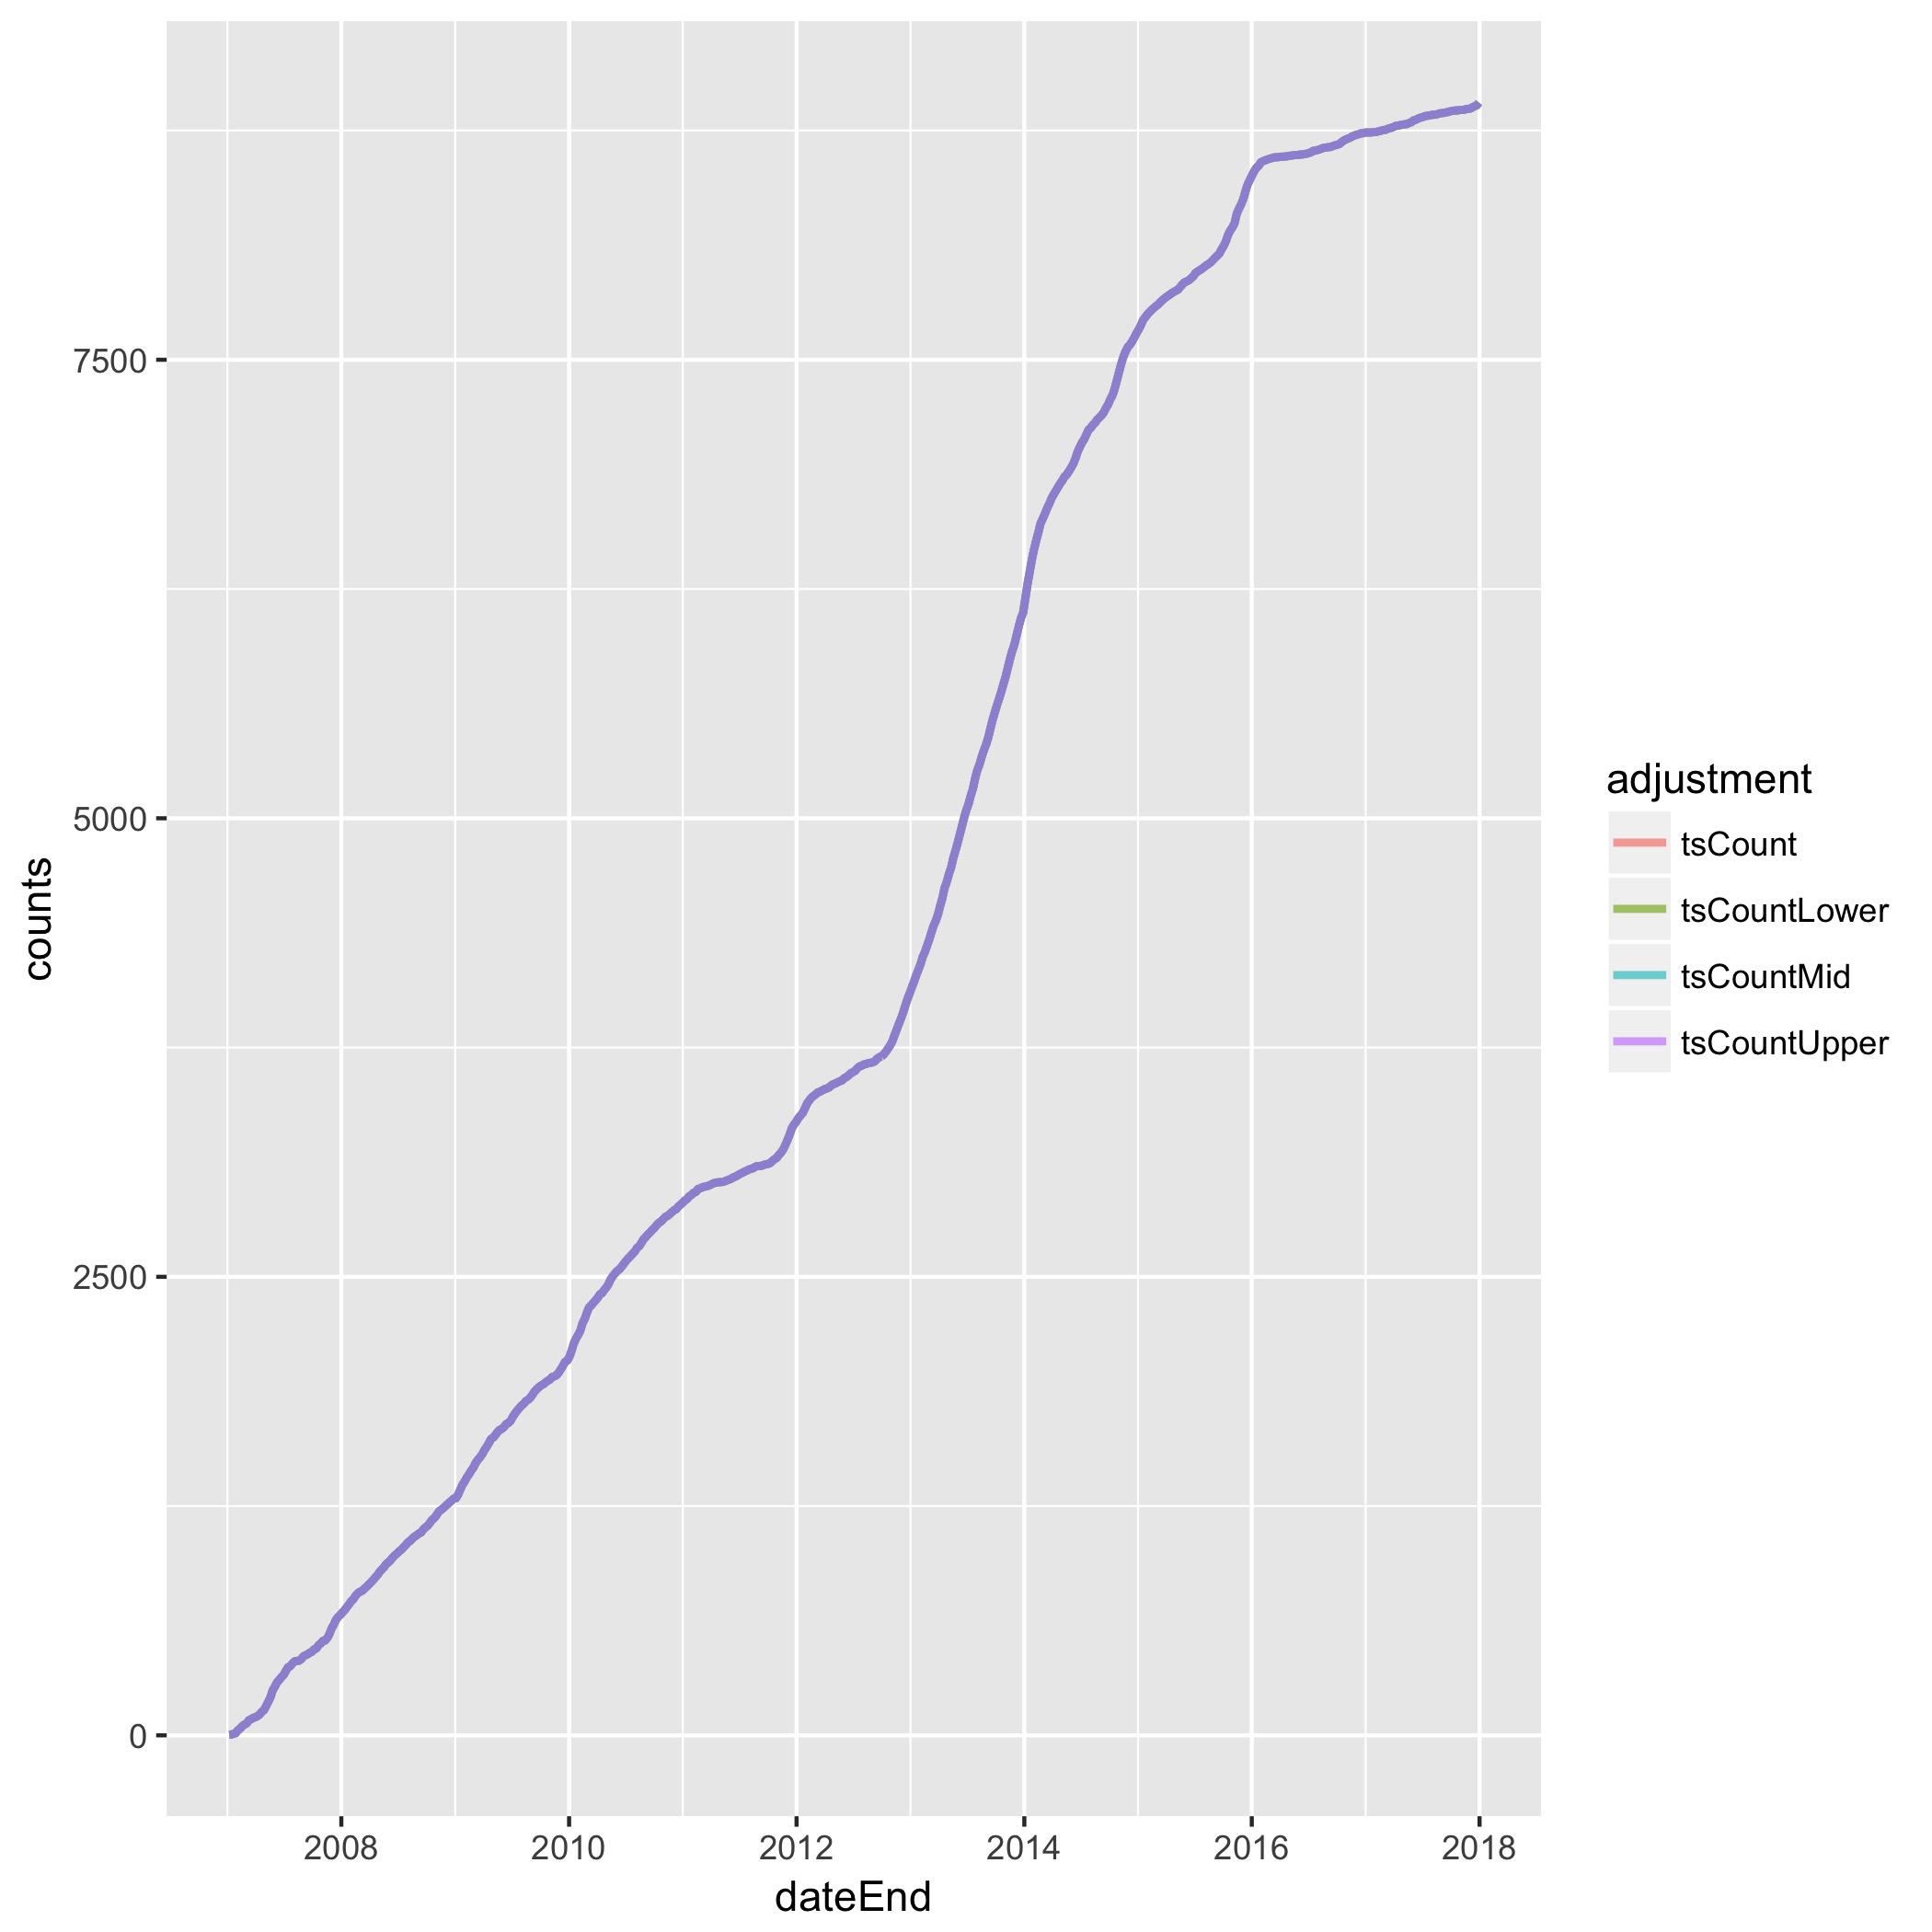 counts
7500
5000
2500
0
2008 2010 2012 2014 2016 2018
dateEnd
adjustment
tsCount
tsCountLower
tsCountMid
tsCountUpper